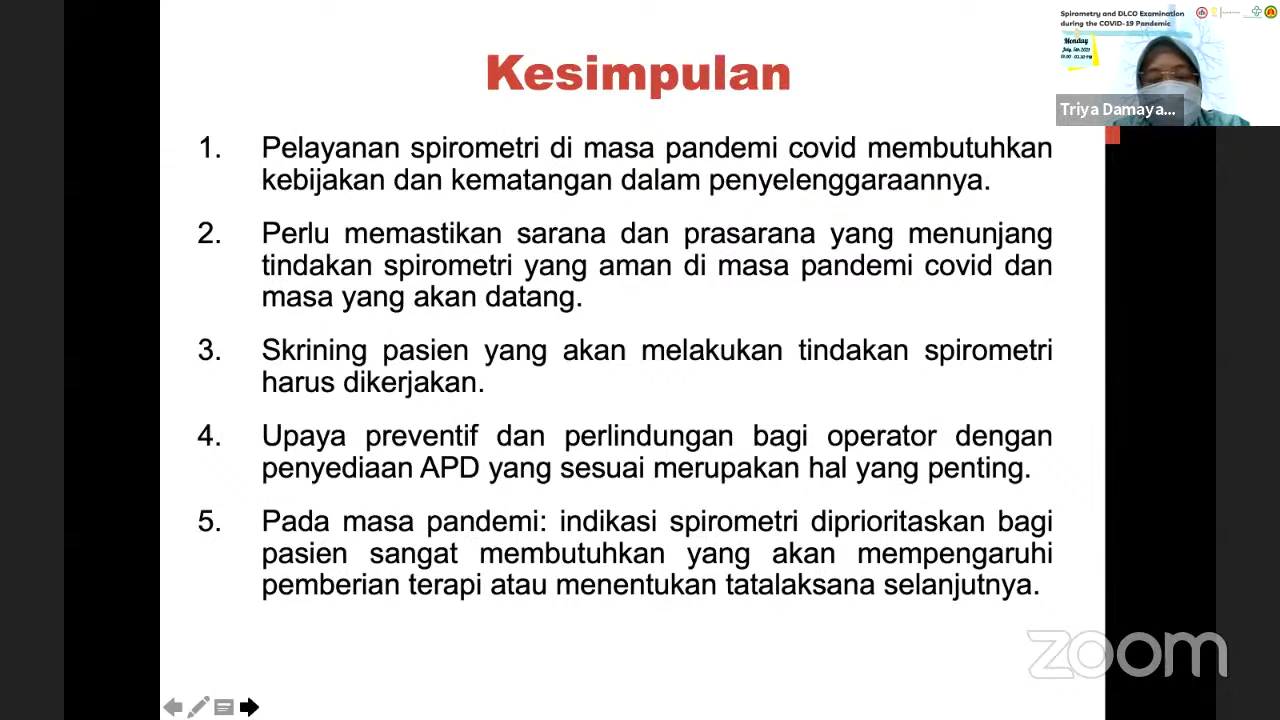 Spirometry and DLCO Examination
during the COVID-19 Pandemic
Monday
July, 5th 2021
Triya Damaya...
Kesimpulan
1. Pelayanan spirometri di masa pandemi covid membutuhkan
kebijakan dan kematangan dalam penyelenggaraannya.
2. Perlu memastikan sarana dan prasarana yang menunjang
tindakan spirometri yang aman di masa pandemi covid dan
masa yang akan datang.
3. Skrining pasien yang akan melakukan tindakan spirometri
harus dikerjakan.
4. Upaya preventif dan perlindungan bagi operator dengan
penyediaan APD yang sesuai merupakan hal yang penting.
5. Pada masa pandemi: indikasi spirometri diprioritaskan bagi
pasien sangat membutuhkan yang akan mempengaruhi
pemberian terapi atau menentukan tatalaksana selanjutnya.
zoom